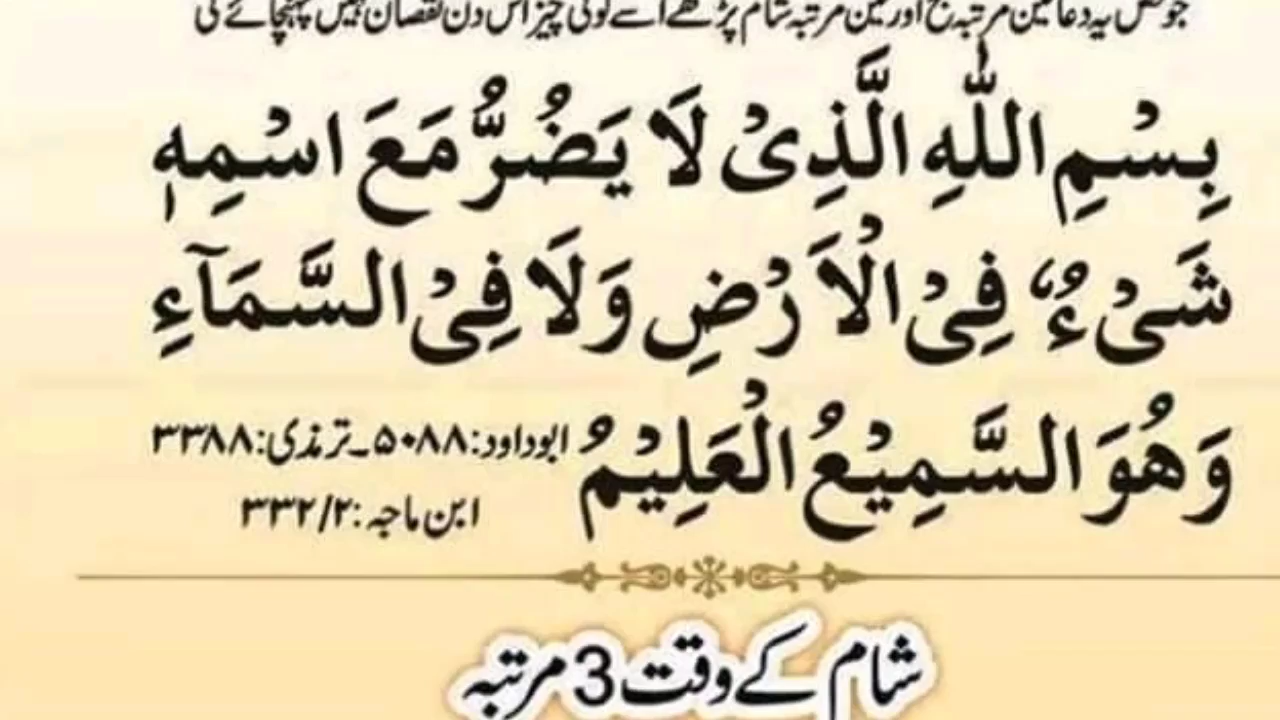 جو شخص یہ دعا تین مرتبہ صبح اور تین مرتبہ شام پڑھے اسے کوئی چیز اس دن نقصان نہیں پہنچائے گی
بِسْمِ اللّٰهِ الَّذِیْ لَا یَضُرُّ مَعَ اسْمِهٖ
شَیْءٌ، فِی الْاَرْضِ وَلَا فِی السَّمَآءِ
وَهُوَ السَّمِیْعُ الْعَلِیْمُ ابوداود: ۵۰۸۸۔ ترمذی: ۳۳۸۸
ابن ماجہ: ۳۳۲/۲
شام کے وقت 3 مرتبہ